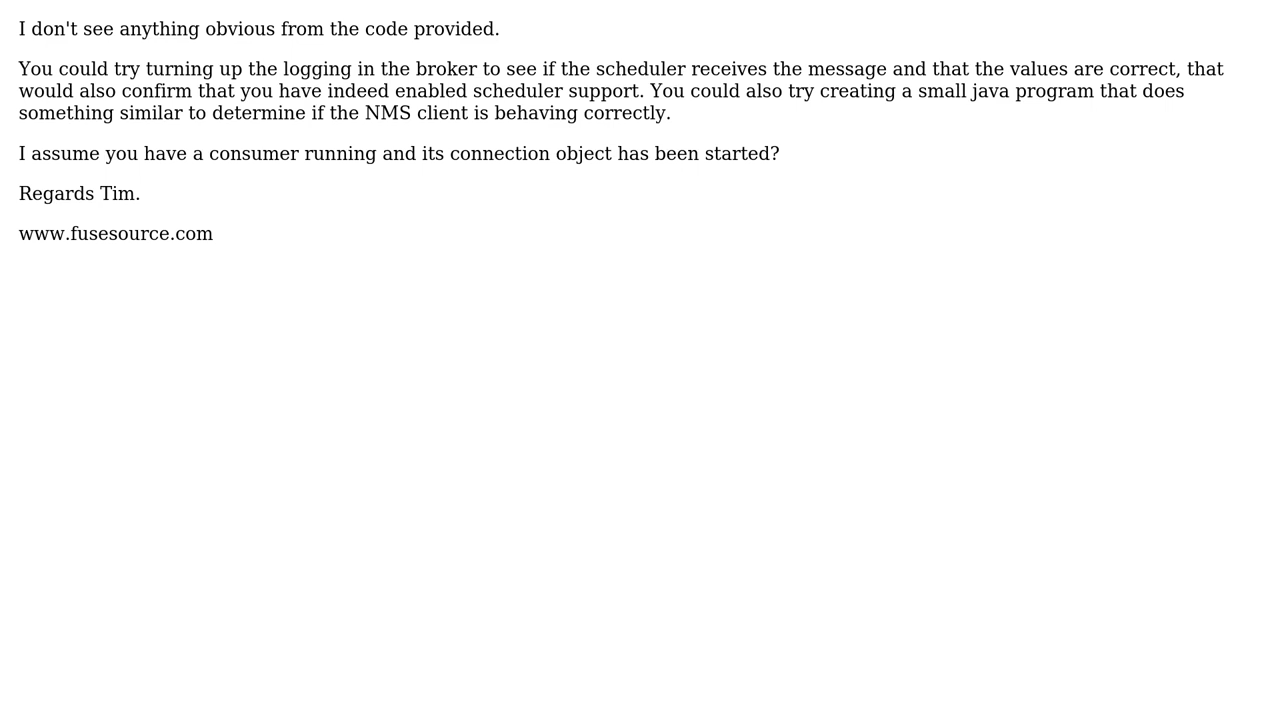 I don't see anything obvious from the code provided.
You could try turning up the logging in the broker to see if the scheduler receives the message and that the values are correct, that
would also confirm that you have indeed enabled scheduler support. You could also try creating a small java program that does
something similar to determine if the NMS client is behaving correctly.
I assume you have a consumer running and its connection object has been started?
Regards Tim.
www.fusesource.com